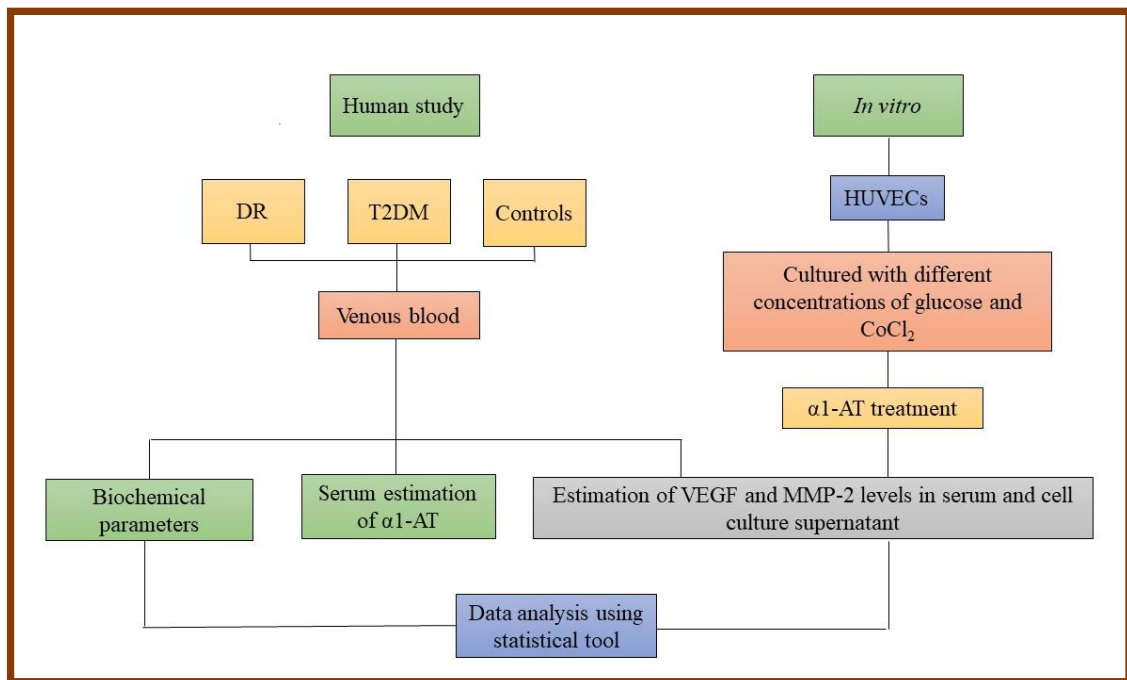 Human study
In vitro
DR
T2DM
Controls
HUVECs
Venous blood
Cultured with different
concentrations of glucose and
CoCl₂
α1-AT treatment
Biochemical
parameters
Serum estimation
of α1-AT
Estimation of VEGF and MMP-2 levels in serum and cell
culture supernatant
Data analysis using
statistical tool